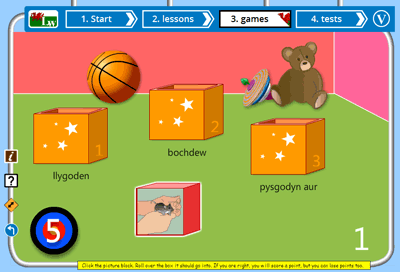 1. Start
2. lessons
3. games
4. tests
V
1
2
3
llygoden
bochdew
pysgodyn aur
i
?
5
1
Click the picture block. Roll over the box it should go into. If you are right, you will score a point, but you can lose points too.